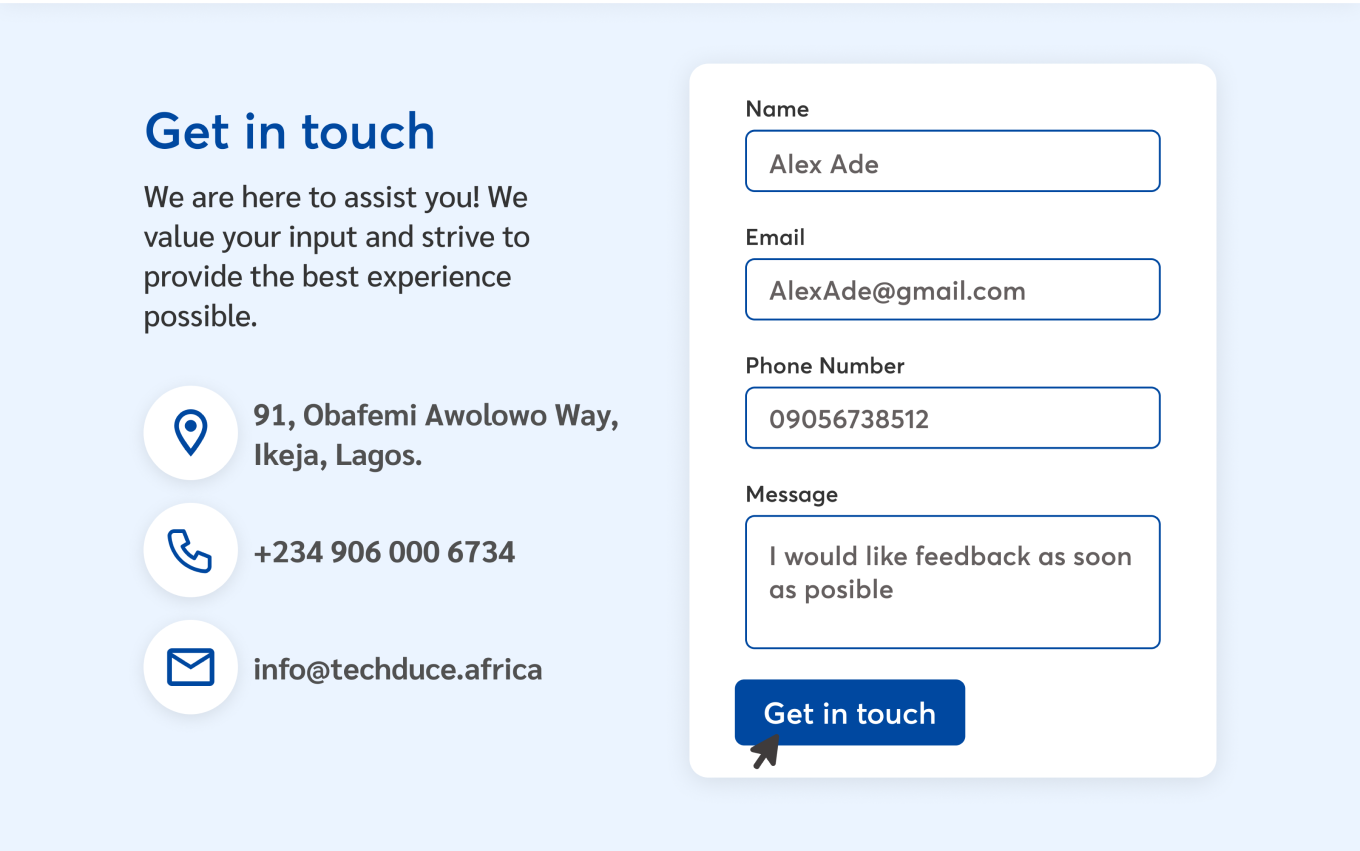 Get in touch
We are here to assist you! We
value your input and strive to
provide the best experience
possible.
91, Obafemi Awolowo Way,
Ikeja, Lagos.
+234 906 000 6734
info@techduce.africa
Name
Alex Ade
Email
AlexAde@gmail.com
Phone Number
09056738512
Message
I would like feedback as soon
as posible
Get in touch